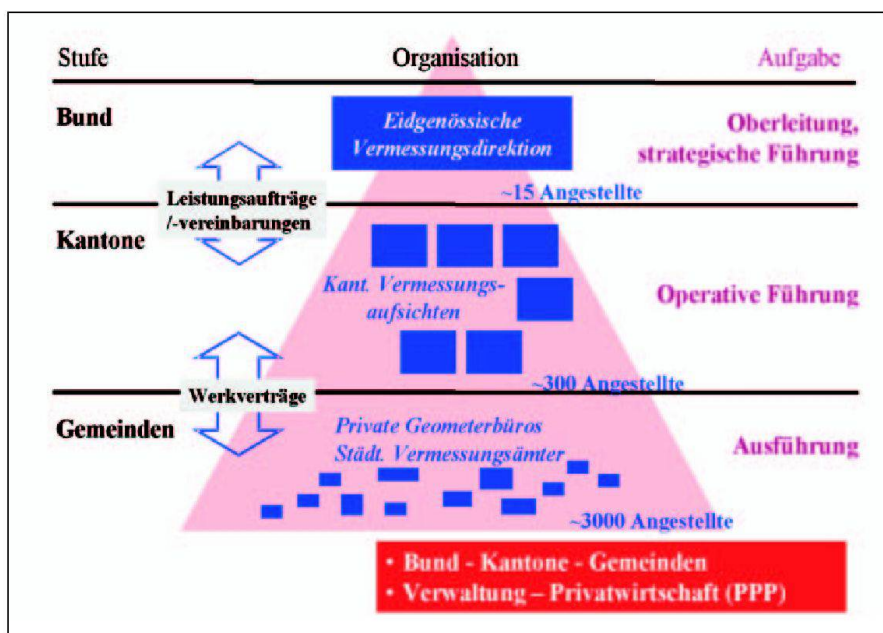 Stufe Organisation Aufgabe
Bund
Eidgenössische
Vermessungsdirektion
Oberleitung,
strategische Führung
~15 Angestellte
Leistungsaufträge
/-vereinbarungen
Kantone
Kant. Vermessungs-
aufsichten
Operative Führung
~300 Angestellte
Werkverträge
Gemeinden
Private Geometerbüros
Städt. Vermessungsämter
Ausführung
~3000 Angestellte
• Bund - Kantone - Gemeinden
• Verwaltung – Privatwirtschaft (PPP)